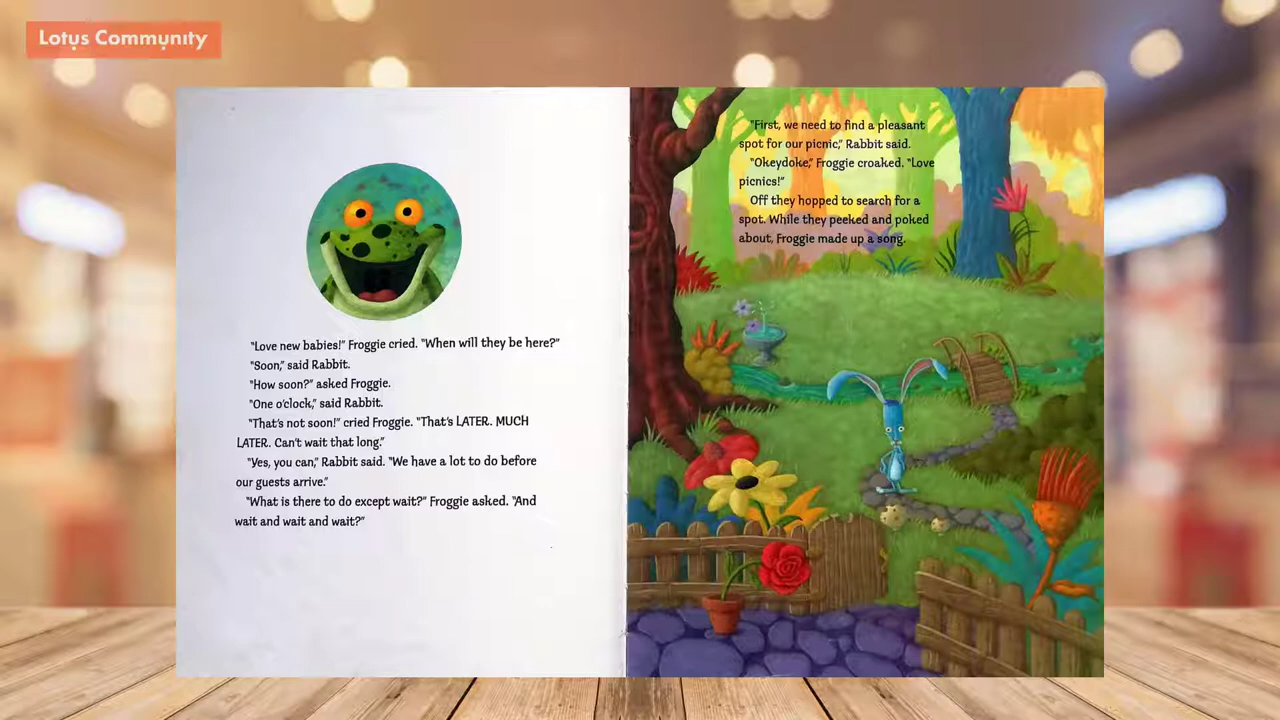 Lotus Community
"Love new babies!" Froggie cried. "When will they be here?"
"Soon," said Rabbit.
"How soon?" asked Froggie.
"One o'clock," said Rabbit.
"That's not soon!" cried Froggie. "That's LATER. MUCH
LATER. Can't wait that long."
"Yes, you can," Rabbit said. "We have a lot to do before
our guests arrive."
"What is there to do except wait?" Froggie asked. "And
wait and wait and wait?"
"First, we need to find a pleasant
spot for our picnic," Rabbit said.
"Okeydoke," Froggie croaked. "Love
picnics!"
Off they hopped to search for a
spot. While they peeked and poked
about, Froggie made up a song.